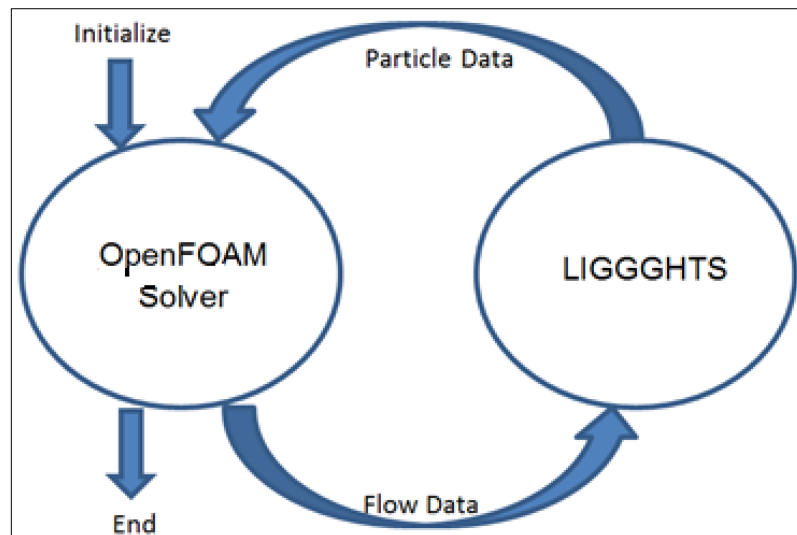 Initialize
Particle Data
OpenFOAM
Solver
LIGGGHTS
Flow Data
End